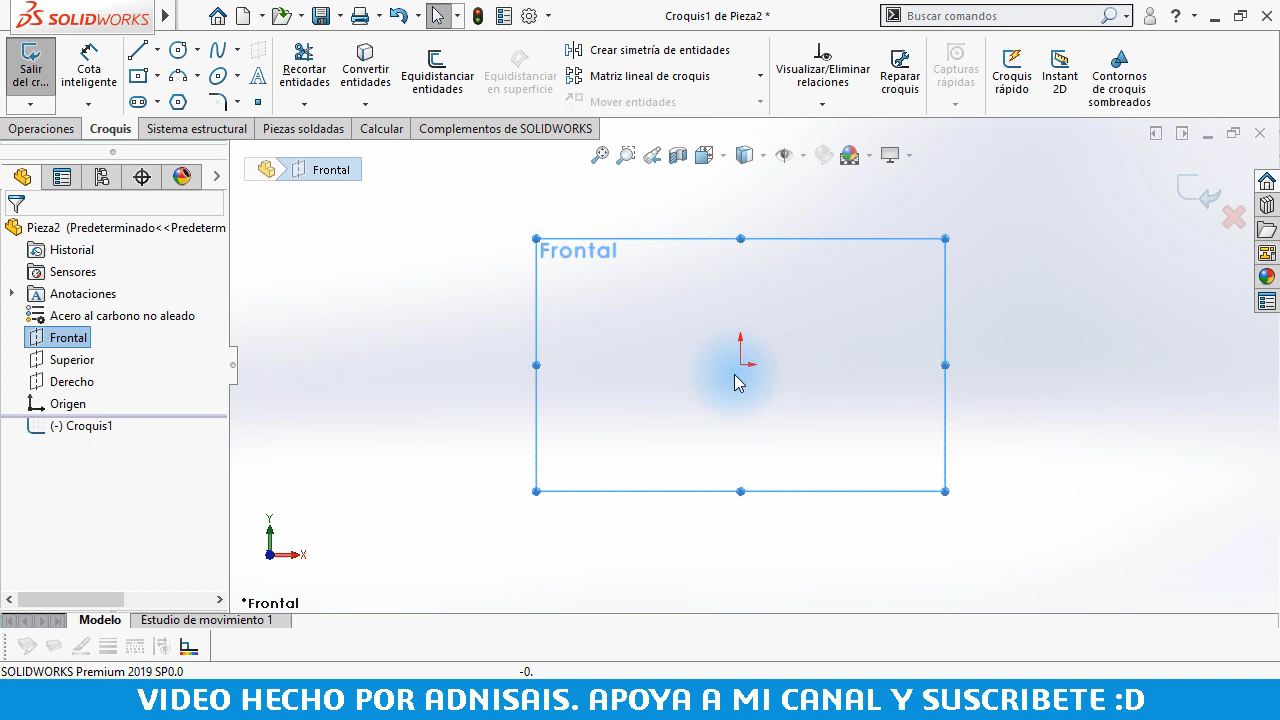 SOLIDWORKS
Croquis1 de Pieza2 *
Buscar comandos
Salir del cr...
Cota inteligente
Recortar entidades
Convertir entidades
Equidistanciar entidades
Equidistanciar en superficie
Crear simetría de entidades
Matriz lineal de croquis
Mover entidades
Visualizar/Eliminar relaciones
Reparar croquis
Capturas rápidas
Croquis rápido
Instant 2D
Contornos de croquis sombreados
Operaciones
Croquis
Sistema estructural
Piezas soldadas
Calcular
Complementos de SOLIDWORKS
Frontal
Pieza2 (Predeterminado<<Predeterm
Historial
Sensores
Anotaciones
Acero al carbono no aleado
Frontal
Superior
Derecho
Origen
(-) Croquis1
Frontal
Y
X
*Frontal
Modelo
Estudio de movimiento 1
SOLIDWORKS Premium 2019 SP0.0
-0.
VIDEO HECHO POR ADNISAIS. APOYA A MI CANAL Y SUSCRIBETE :D